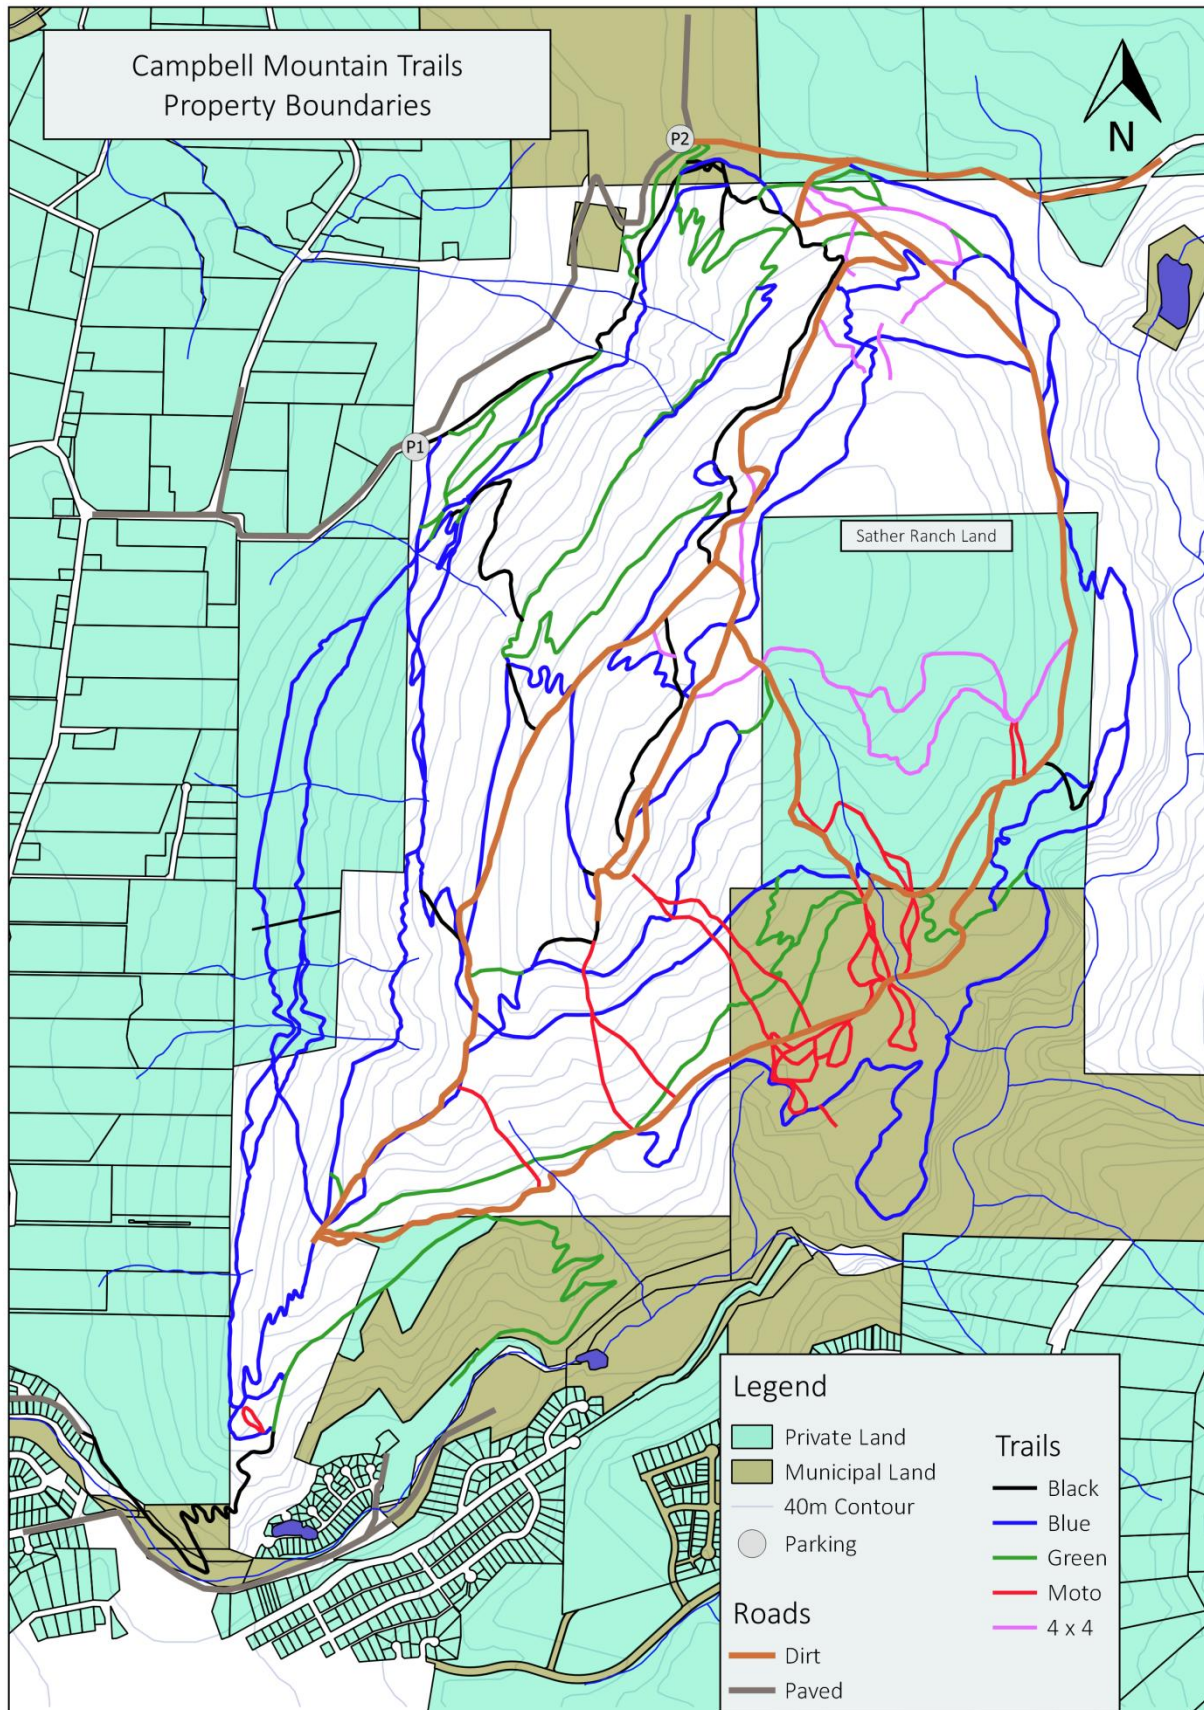 Campbell Mountain Trails
Property Boundaries
N
P2
P1
Sather Ranch Land
Legend
Private Land
Municipal Land
40m Contour
Parking
Roads
Dirt
Paved
Trails
Black
Blue
Green
Moto
4 x 4